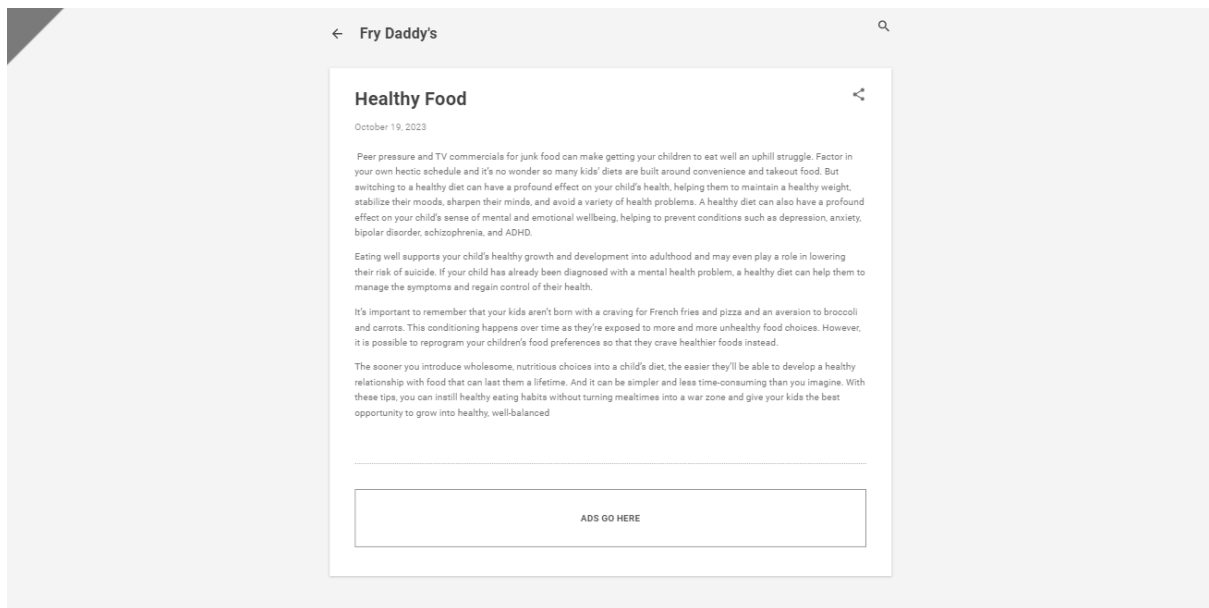 Fry Daddy's
Healthy Food
October 19, 2023
Peer pressure and TV commercials for junk food can make getting your children to eat well an uphill struggle. Factor in
your own hectic schedule and it's no wonder so many kids' diets are built around convenience and takeout food. But
switching to a healthy diet can have a profound effect on your child's health, helping them to maintain a healthy weight,
stabilize their moods, sharpen their minds, and avoid a variety of health problems. A healthy diet can also have a profound
effect on your child's sense of mental and emotional wellbeing, helping to prevent conditions such as depression, anxiety,
bipolar disorder, schizophrenia, and ADHD.
Eating well supports your child's healthy growth and development into adulthood and may even play a role in lowering
their risk of suicide. If your child has already been diagnosed with a mental health problem, a healthy diet can help them to
manage the symptoms and regain control of their health.
It's important to remember that your kids aren't born with a craving for French fries and pizza and an aversion to broccoli
and carrots. This conditioning happens over time as they're exposed to more and more unhealthy food choices. However,
it is possible to reprogram your children's food preferences so that they crave healthier foods instead.
The sooner you introduce wholesome, nutritious choices into a child's diet, the easier they'll be able to develop a healthy
relationship with food that can last them a lifetime. And it can be simpler and less time-consuming than you imagine. With
these tips, you can instill healthy eating habits without turning mealtimes into a war zone and give your kids the best
opportunity to grow into healthy, well-balanced
ADS GO HERE